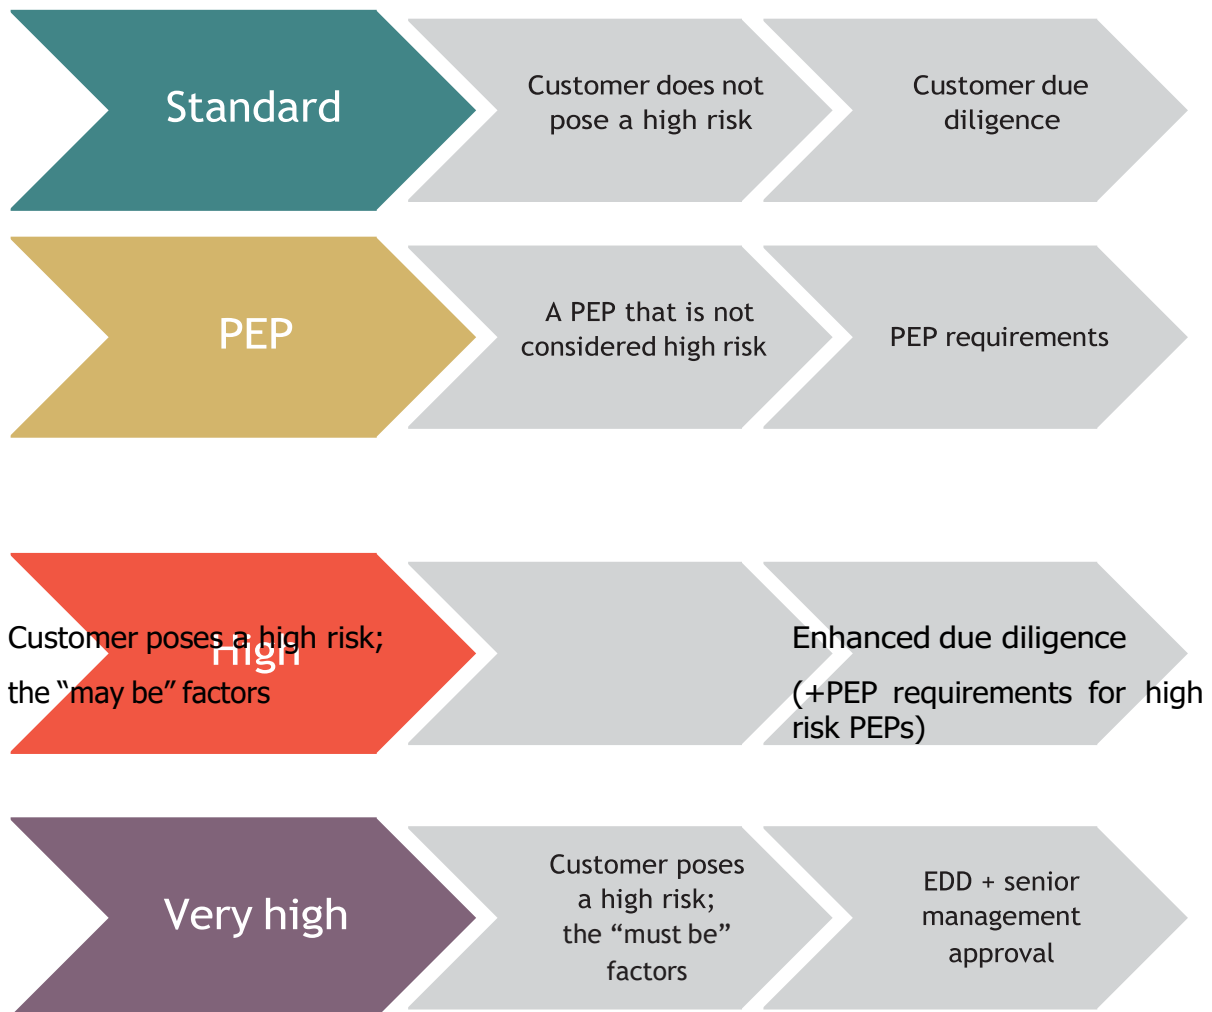 Standard
Customer does not
pose a high risk
Customer due
diligence
PEP
A PEP that is not
considered high risk
PEP requirements
High
Customer poses a high risk;
the “may be” factors
Enhanced due diligence
(+PEP requirements for high
risk PEPs)
Very high
Customer poses
a high risk;
the “must be”
factors
EDD + senior
management
approval